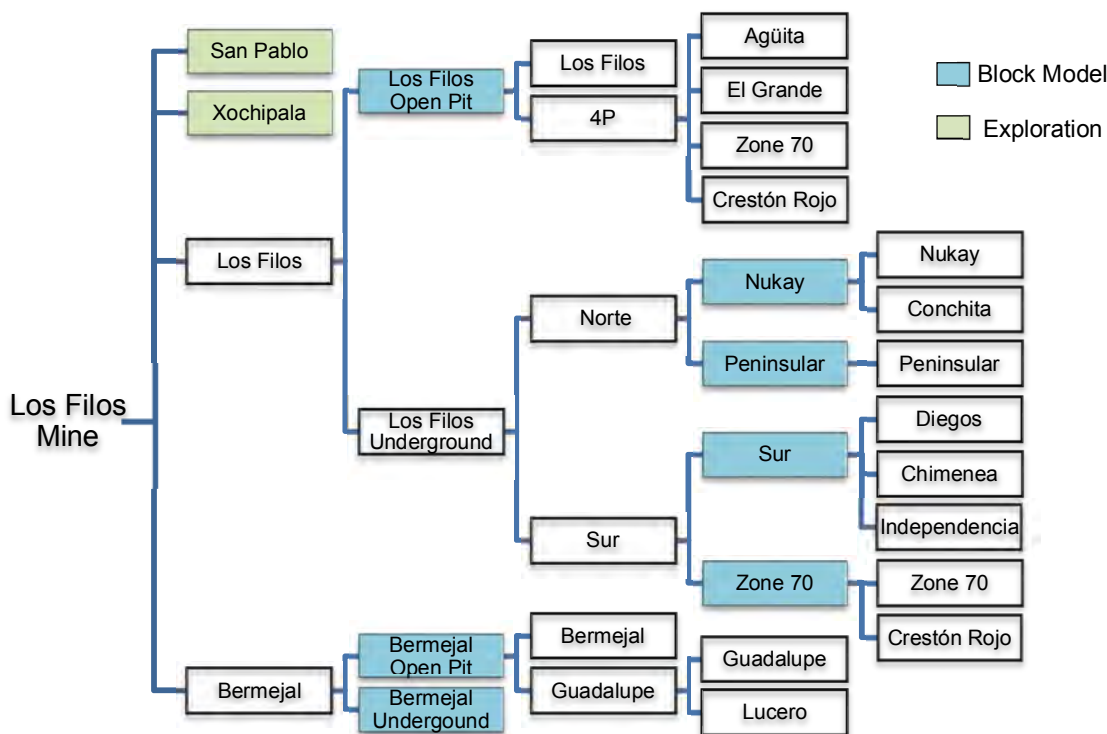 Los Filos
Mine
San Pablo
Xochipala
Los Filos
Bermejal
Los Filos
Open Pit
Los Filos
Underground
Bermejal
Open Pit
Bermejal
Undergound
Los Filos
4P
Norte
Sur
Bermejal
Guadalupe
Agüita
El Grande
Zone 70
Crestón Rojo
Nukay
Peninsular
Sur
Zone 70
Guadalupe
Lucero
Nukay
Conchita
Peninsular
Diegos
Chimenea
Independencia
Zone 70
Crestón Rojo
Block Model
Exploration